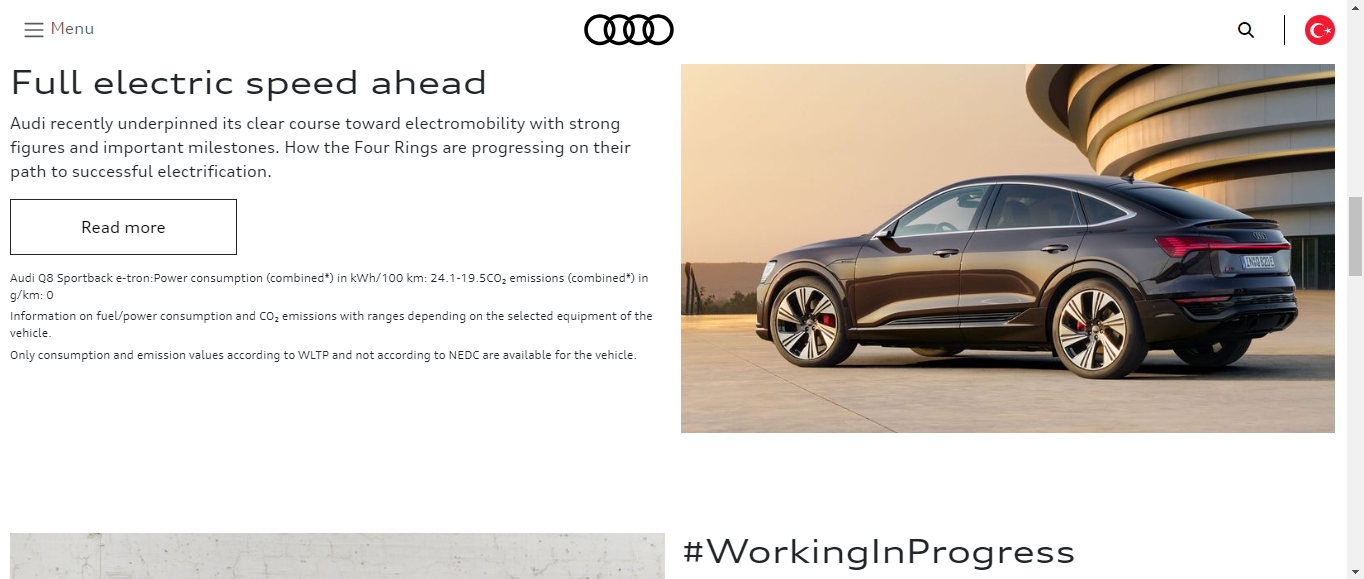 Menu
Full electric speed ahead
Audi recently underpinned its clear course toward electromobility with strong
figures and important milestones. How the Four Rings are progressing on their
path to successful electrification.
Read more
Audi Q8 Sportback e-tron:Power consumption (combined*) in kWh/100 km: 24.1-19.5CO₂ emissions (combined*) in
g/km: 0
Information on fuel/power consumption and CO₂ emissions with ranges depending on the selected equipment of the
vehicle.
Only consumption and emission values according to WLTP and not according to NEDC are available for the vehicle.
#WorkingInProgress